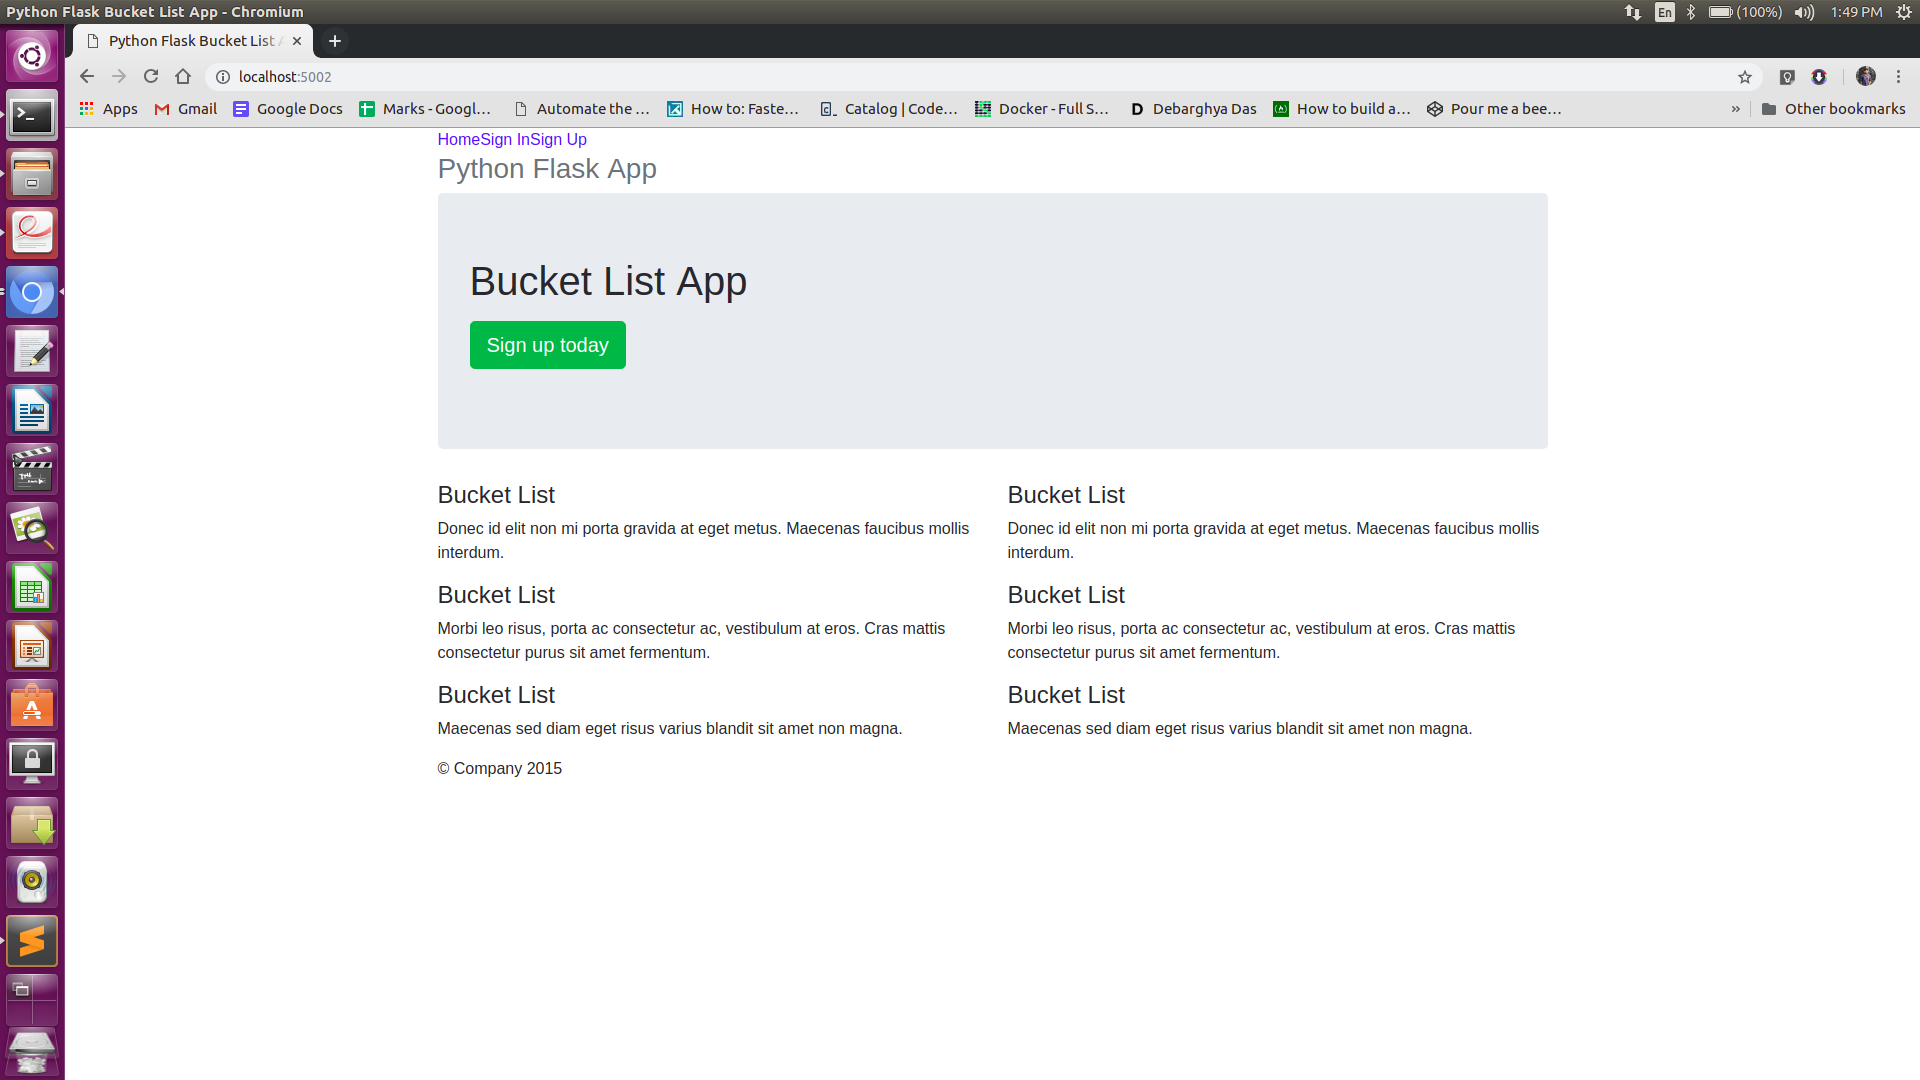 Python Flask Bucket List App - Chromium
En
(100%)
1:49 PM
Python Flask Bucket List
localhost:5002
Apps
Gmail
Google Docs
Marks - Googl...
Automate the ...
How to: Faste...
Catalog | Code...
Docker - Full S...
Debarghya Das
How to build a...
Pour me a bee...
»
Other bookmarks
HomeSign InSign Up
Python Flask App
Bucket List App
Sign up today
Bucket List
Donec id elit non mi porta gravida at eget metus. Maecenas faucibus mollis
interdum.
Bucket List
Morbi leo risus, porta ac consectetur ac, vestibulum at eros. Cras mattis
consectetur purus sit amet fermentum.
Bucket List
Maecenas sed diam eget risus varius blandit sit amet non magna.
Bucket List
Donec id elit non mi porta gravida at eget metus. Maecenas faucibus mollis
interdum.
Bucket List
Morbi leo risus, porta ac consectetur ac, vestibulum at eros. Cras mattis
consectetur purus sit amet fermentum.
Bucket List
Maecenas sed diam eget risus varius blandit sit amet non magna.
© Company 2015